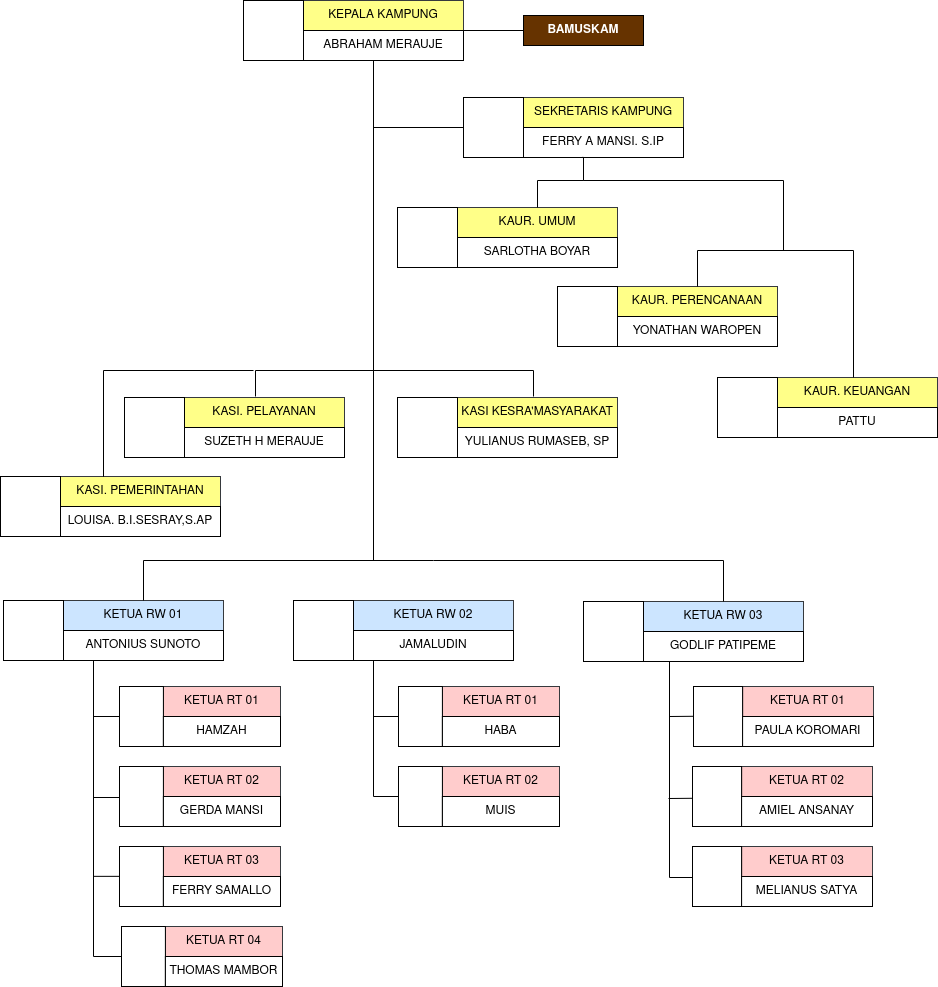 KEPALA KAMPUNG
ABRAHAM MERAUJE
BAMUSKAM
SEKRETARIS KAMPUNG
FERRY A MANSI. S.IP
KAUR. UMUM
SARLOTHA BOYAR
KAUR. PERENCANAAN
YONATHAN WAROPEN
KAUR. KEUANGAN
PATTU
KASI. PELAYANAN
SUZETH H MERAUJE
KASI KESRA'MASYARAKAT
YULIANUS RUMASEB, SP
KASI. PEMERINTAHAN
LOUISA. B.I.SESRAY,S.AP
KETUA RW 01
ANTONIUS SUNOTO
KETUA RT 01
HAMZAH
KETUA RT 02
GERDA MANSI
KETUA RT 03
FERRY SAMALLO
KETUA RT 04
THOMAS MAMBOR
KETUA RW 02
JAMALUDIN
KETUA RT 01
HABA
KETUA RT 02
MUIS
KETUA RW 03
GODLIF PATIPEME
KETUA RT 01
PAULA KOROMARI
KETUA RT 02
AMIEL ANSANAY
KETUA RT 03
MELIANUS SATYA